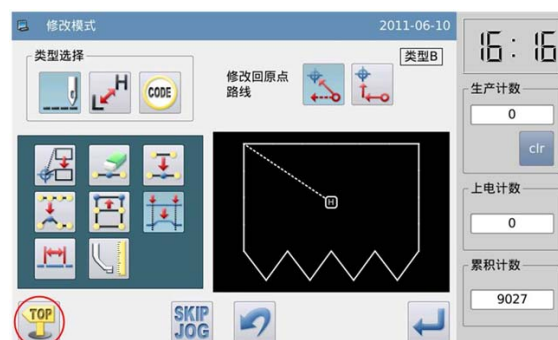 修改模式 2011-06-10
16:16
类型选择
H
CODE
修改回原点
路线
类型B
生产计数
0
clr
H
上电计数
0
累积计数
9027
TOP
SKIP
JOG